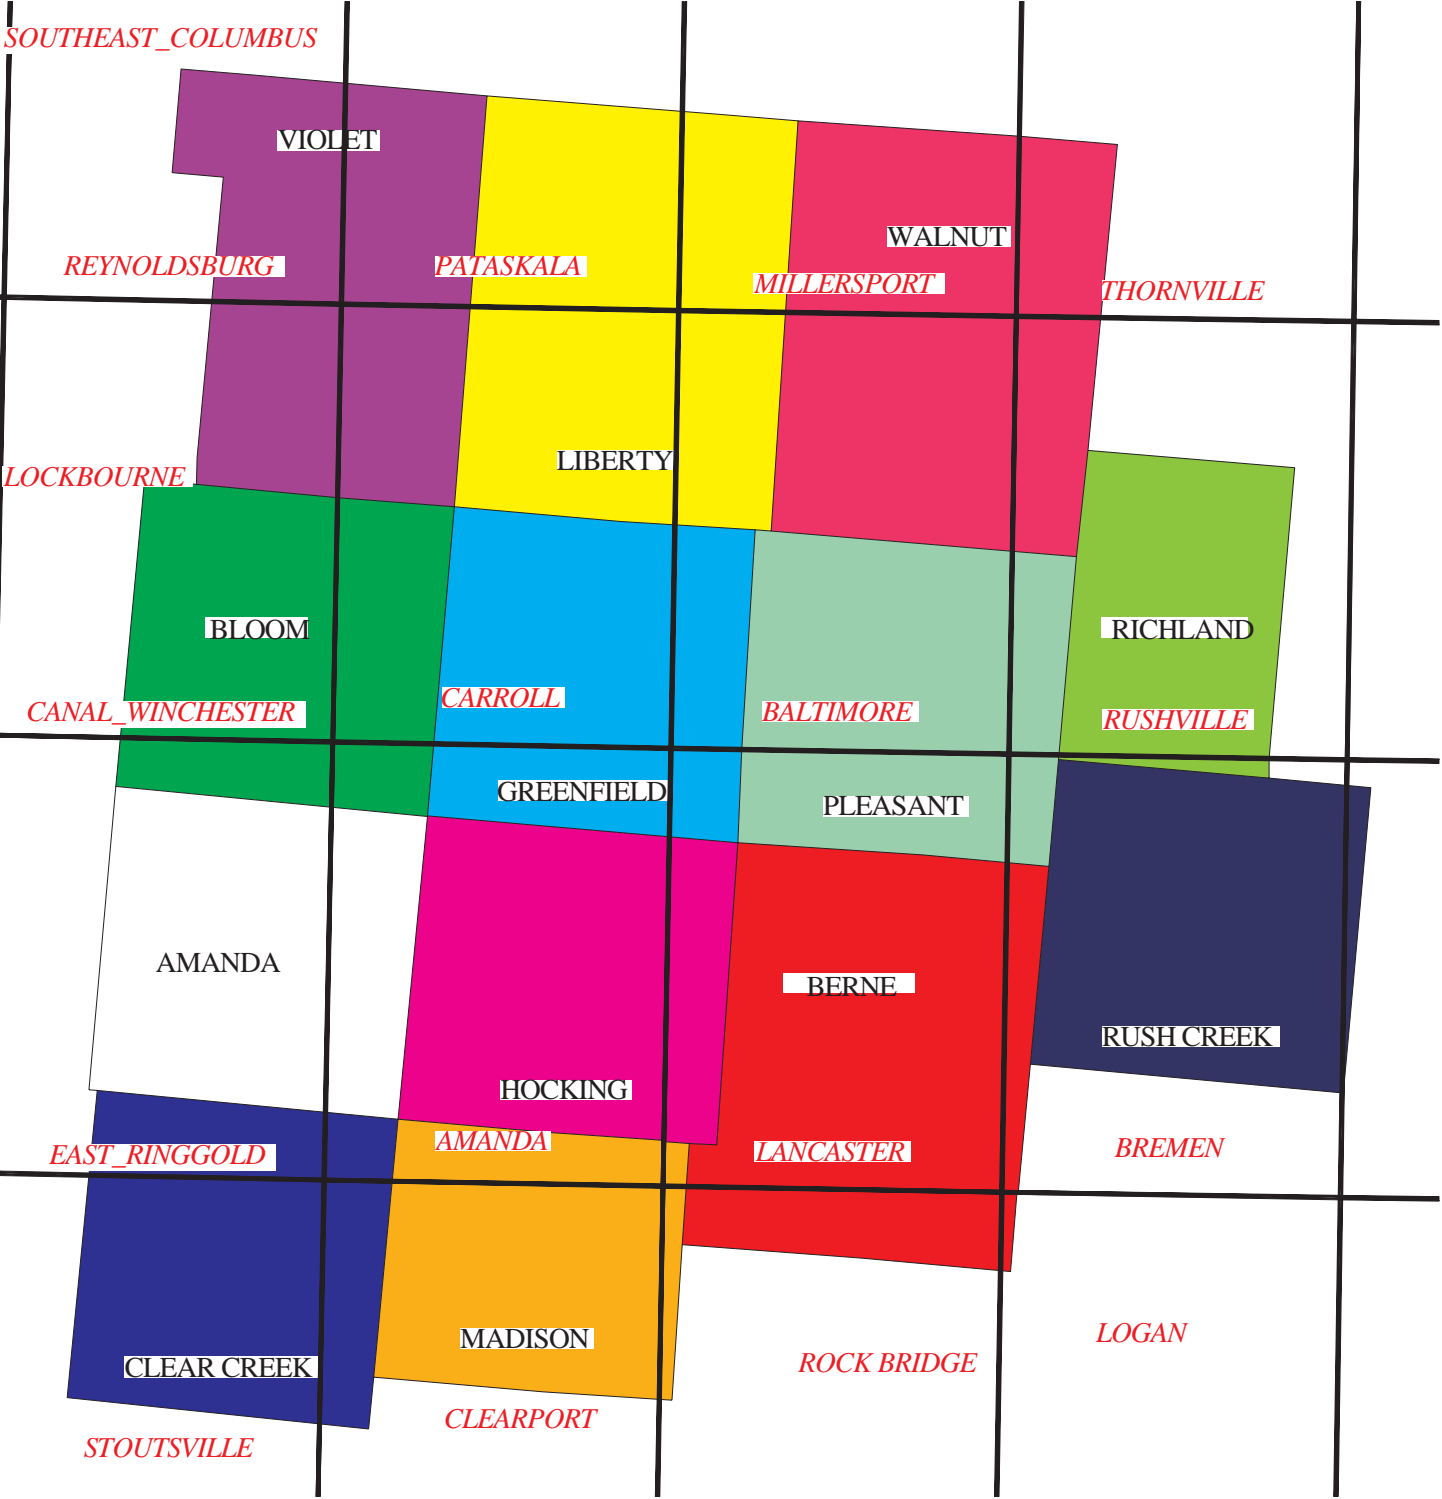 SOUTHEAST_COLUMBUS
VIOLET
WALNUT
REYNOLDSBURG
PATASKALA
MILLERSPORT
THORNVILLE
LIBERTY
LOCKBOURNE
BLOOM
RICHLAND
CANAL_WINCHESTER
CARROLL
BALTIMORE
RUSHVILLE
GREENFIELD
PLEASANT
AMANDA
BERNE
RUSH CREEK
HOCKING
EAST_RINGGOLD
AMANDA
LANCASTER
BREMEN
CLEAR CREEK
MADISON
ROCK BRIDGE
LOGAN
STOUTSVILLE
CLEARPORT